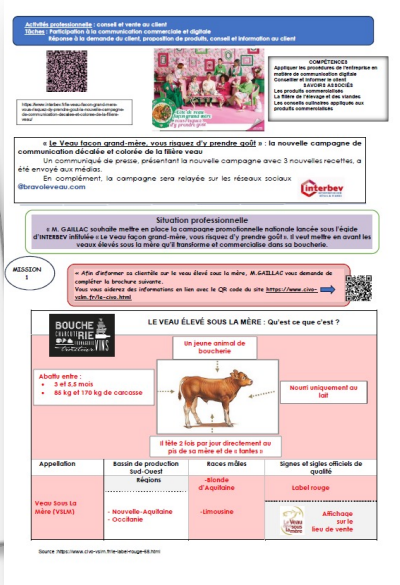 Activités professionnelle : conseil et vente au client
Tâches : Participation à la communication commerciale et digitale
Réponse à la demande du client, proposition de produits, conseil et information au client
COMPÉTENCES
Appliquer les procédures de l'entreprise en
matière de communication digitale
Conseiller et informer le client
SAVOIRS ASSOCIÉS
Les produits commercialisés
La filière de l'élevage et des viandes
Les conseils culinaires appliqués aux
produits commercialisés
« Le Veau façon grand-mère, vous risquez d'y prendre goût » : la nouvelle campagne de
communication décalée et colorée de la filière veau
Un communiqué de presse, présentant la nouvelle campagne avec 3 nouvelles recettes, a
été envoyé aux médias.
En complément, la campagne sera relayée sur les réseaux sociaux
@bravoleveau.com
interbev
Situation professionnelle
« M. GAILLAC souhaite mettre en place la campagne promotionnelle nationale lancée sous l'égide
d'INTERBEV intitulée « Le Veau façon grand-mère, vous risquez d'y prendre goût ». Il veut mettre en avant les
veaux élevés sous la mère qu'il transforme et commercialise dans sa boucherie.
MISSION
1
« Afin d'informer sa clientèle sur le veau élevé sous la mère, M.GAILLAC vous demande de
compléter la brochure suivante.
Vous vous aiderez des informations en lien avec le QR code du site https://www.civo-
vslm.fr/le-civo.html
BOUCHERIE
CHARCUTERIE
FROMAGERIE
VINS
traiteur
LE VEAU ÉLEVÉ SOUS LA MÈRE : Qu'est ce que c'est ?
Un jeune animal de
boucherie
Abattu entre :
• 3 et 5,5 mois
• 85 kg et 170 kg de carcasse
Nourri uniquement au
lait
Il tète 2 fois par jour directement au
pis de sa mère et de « tantes »
Appellation
Bassin de production
Sud-Ouest
Races mâles
Signes et sigles officiels de
qualité
Régions
-Blonde
d'Aquitaine
Label rouge
Veau Sous La
Mère (VSLM)
- Nouvelle-Aquitaine
- Occitanie
-Limousine
Le Veau
sous
la mère
Affichage
sur le
lieu de vente
Source :https://www.civo-vslm.fr/le-label-rouge-68.html